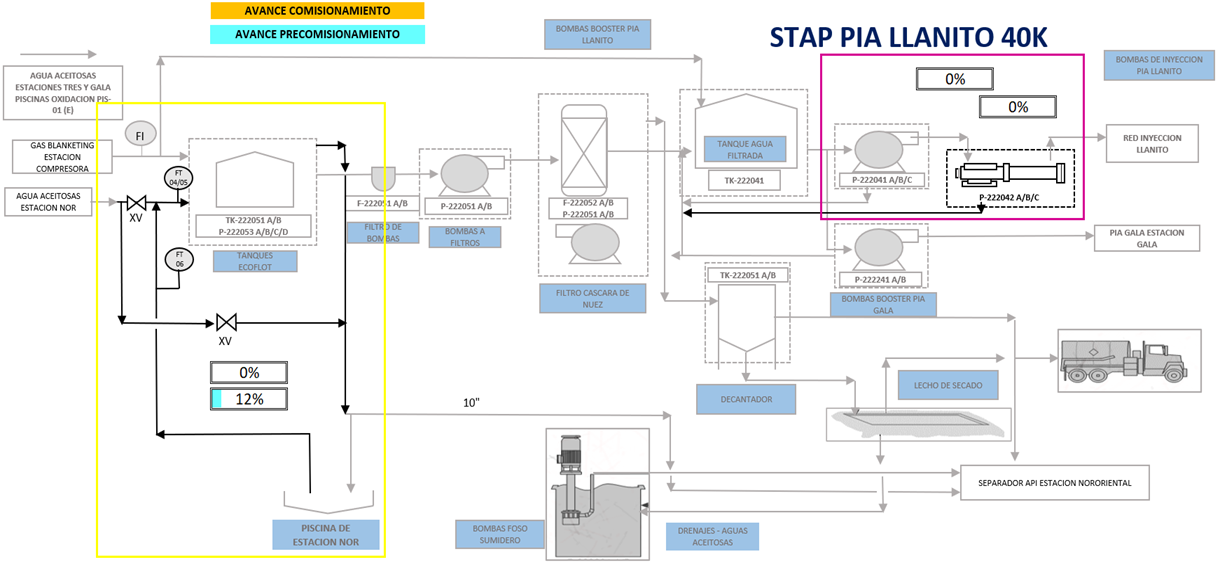 AVANCE COMISIONAMIENTO
AVANCE PRECOMISIONAMIENTO
BOMBAS BOOSTER PIA
LLANITO
STAP PIA LLANITO 40K
BOMBAS DE INYECCION
PIA LLANITO
AGUA ACEITOSAS
ESTACIONES TRES Y GALA
PISCINAS OXIDACION PIS-
01 (E)
0%
0%
FI
GAS BLANKETING
ESTACION
COMPRESORA
TANQUE AGUA
FILTRADA
RED INYECCION
LLANITO
FT
04/05
TK-222041
P-222041 A/B/C
AGUA ACEITOSAS
ESTACION NOR
XV
F-222051 A/B
P-222051 A/B
F-222052 A/B
P-222051 A/B
P-222042 A/B/C
TK-222051 A/B
P-222053 A/B/C/D
FILTRO DE
BOMBAS
BOMBAS A
FILTROS
PIA GALA ESTACION
GALA
FT
06
TANQUES
ECOFLOT
TK-222051 A/B
P-222241 A/B
FILTRO CASCARA DE
NUEZ
BOMBAS BOOSTER PIA
GALA
XV
0%
12%
10"
DECANTADOR
LECHO DE SECADO
SEPARADOR API ESTACION NORORIENTAL
PISCINA DE
ESTACION NOR
BOMBAS FOSO
SUMIDERO
DRENAJES - AGUAS
ACEITOSAS